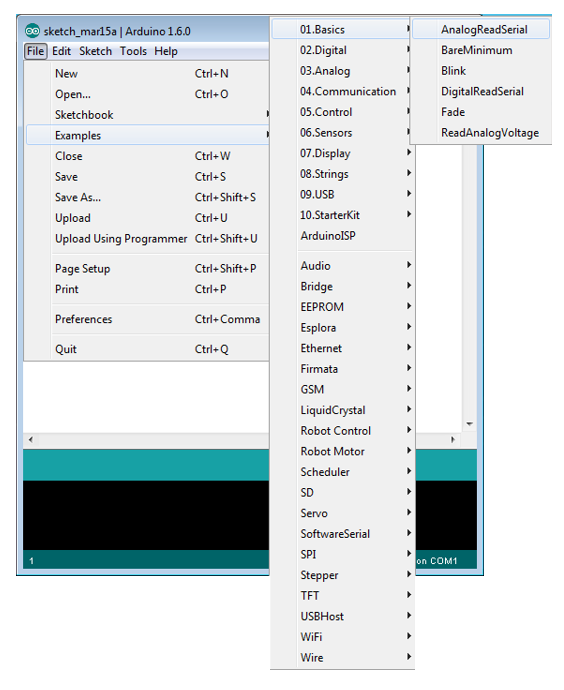 sketch_mar15a | Arduino 1.6.0
File Edit Sketch Tools Help
New Ctrl+N
Open... Ctrl+O
Sketchbook
Examples
Close Ctrl+W
Save Ctrl+S
Save As... Ctrl+Shift+S
Upload Ctrl+U
Upload Using Programmer Ctrl+Shift+U
Page Setup Ctrl+Shift+P
Print Ctrl+P
Preferences Ctrl+Comma
Quit Ctrl+Q
01.Basics
02.Digital
03.Analog
04.Communication
05.Control
06.Sensors
07.Display
08.Strings
09.USB
10.StarterKit
ArduinoISP
Audio
Bridge
EEPROM
Esplora
Ethernet
Firmata
GSM
LiquidCrystal
Robot Control
Robot Motor
Scheduler
SD
Servo
SoftwareSerial
SPI
Stepper
TFT
USBHost
WiFi
Wire
AnalogReadSerial
BareMinimum
Blink
DigitalReadSerial
Fade
ReadAnalogVoltage
1
on COM1